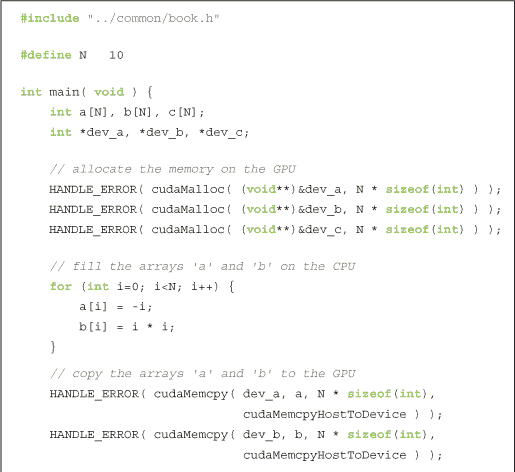 #include "../common/book.h"
#define N   10
int main( void ) {
    int a[N], b[N], c[N];
    int *dev_a, *dev_b, *dev_c;
    // allocate the memory on the GPU
    HANDLE_ERROR( cudaMalloc( (void**)&dev_a, N * sizeof(int) ) );
    HANDLE_ERROR( cudaMalloc( (void**)&dev_b, N * sizeof(int) ) );
    HANDLE_ERROR( cudaMalloc( (void**)&dev_c, N * sizeof(int) ) );
    // fill the arrays 'a' and 'b' on the CPU
    for (int i=0; i<N; i++) {
        a[i] = -i;
        b[i] = i * i;
    }
    // copy the arrays 'a' and 'b' to the GPU
    HANDLE_ERROR( cudaMemcpy( dev_a, a, N * sizeof(int),
                              cudaMemcpyHostToDevice ) );
    HANDLE_ERROR( cudaMemcpy( dev_b, b, N * sizeof(int),
                              cudaMemcpyHostToDevice ) );